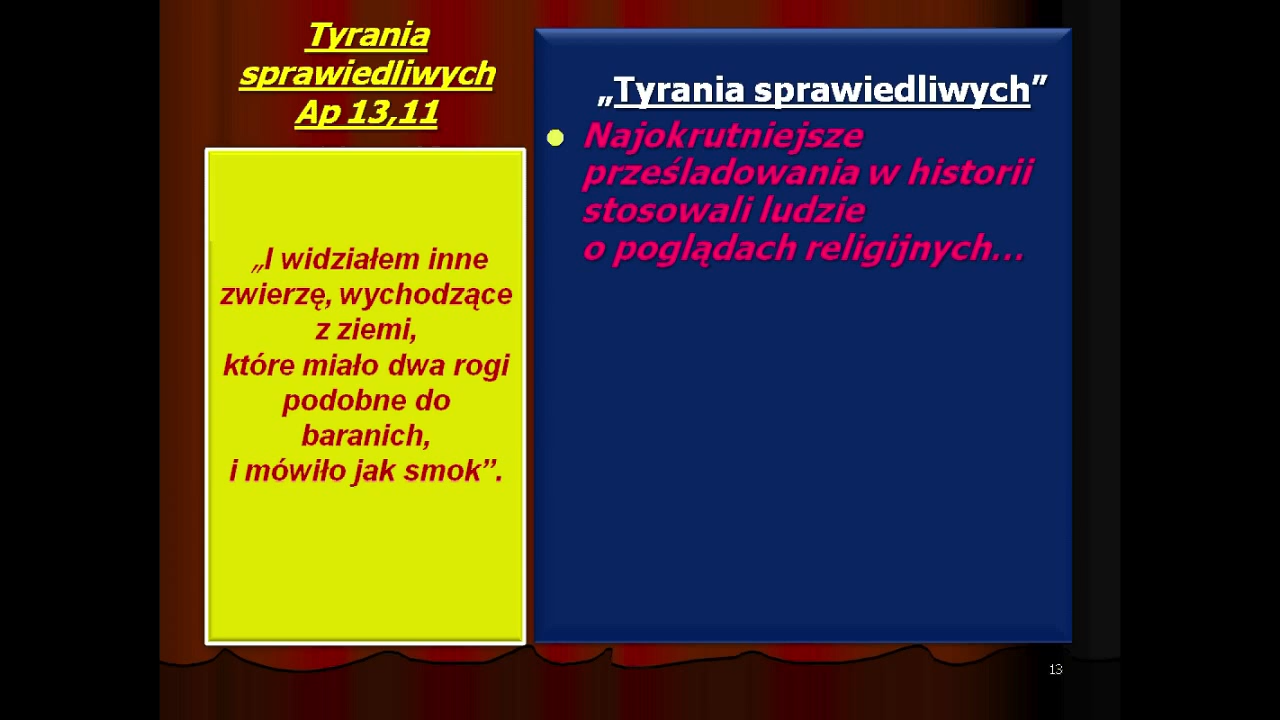 Tyrania
sprawiedliwych
Ap 13,11
„I widziałem inne
zwierzę, wychodzące
z ziemi,
które miało dwa rogi
podobne do
baranich,
i mówiło jak smok”.
„Tyrania sprawiedliwych”
● Najokrutniejsze
prześladowania w historii
stosowali ludzie
o poglądach religijnych…
13